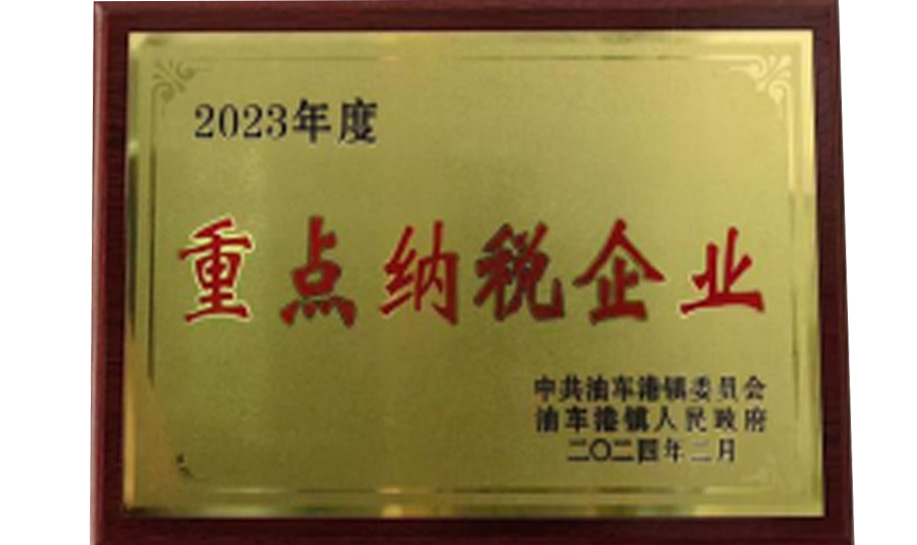 2023年度
重点纳税企业
中共油车港镇委员会
油车港镇人民政府
二〇二四年二月